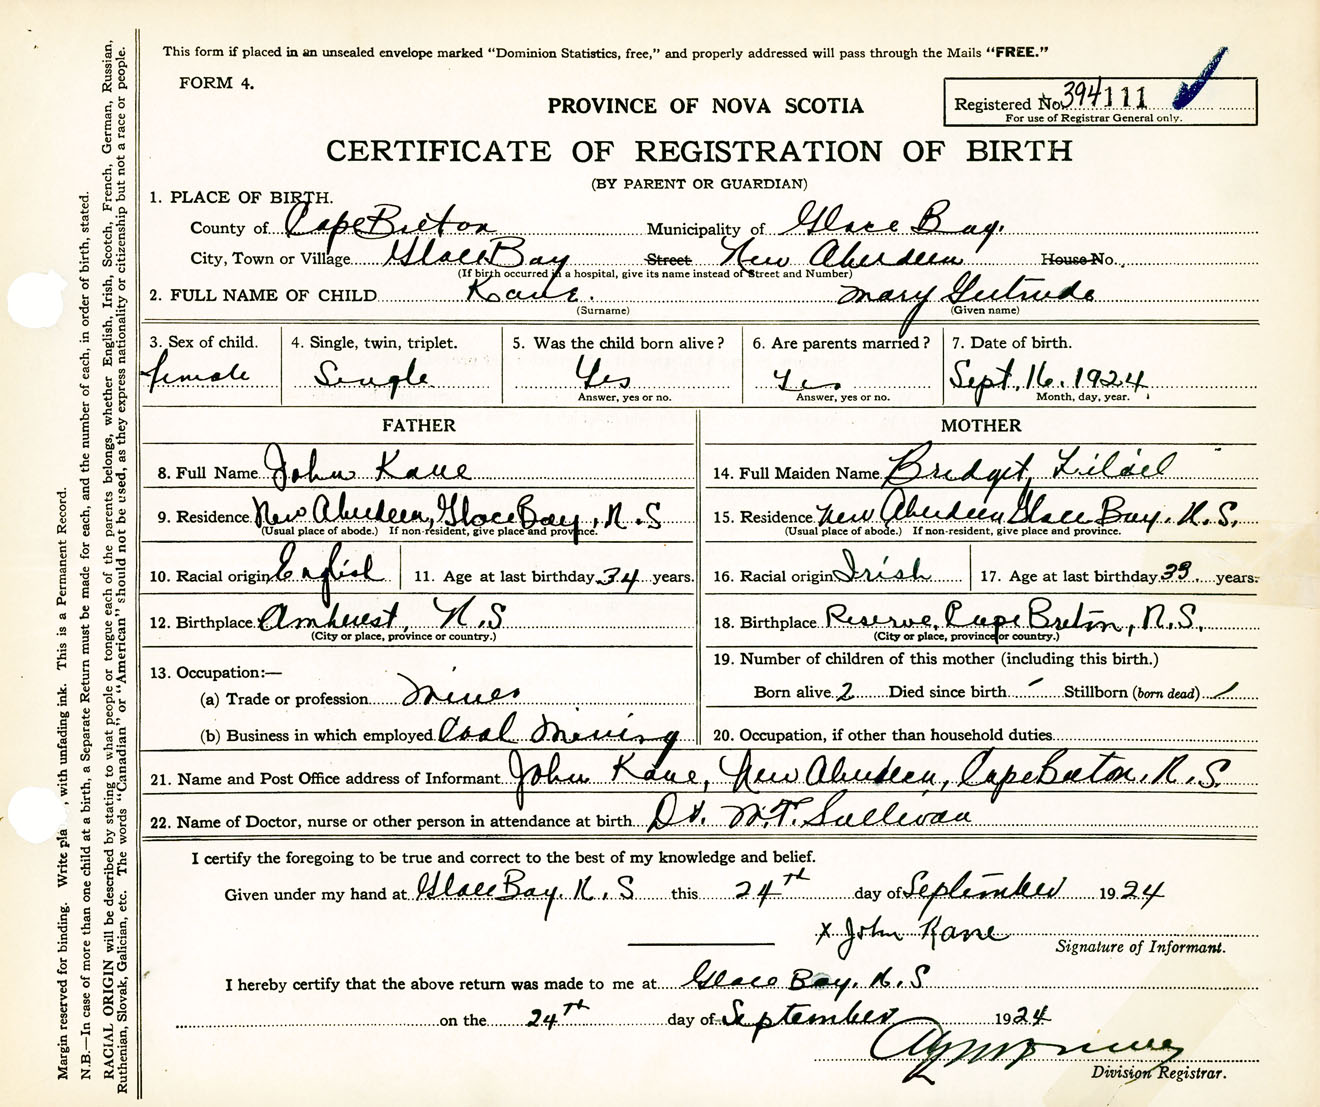 This form if placed in an unsealed envelope marked “Dominion Statistics, free,” and properly addressed will pass through the Mails “FREE.”
FORM 4.
PROVINCE OF NOVA SCOTIA
Registered No. 394111
For use of Registrar General only.
CERTIFICATE OF REGISTRATION OF BIRTH
(BY PARENT OR GUARDIAN)
1. PLACE OF BIRTH.
County of Cape Breton Municipality of Glace Bay.
City, Town or Village Glace Bay Street New Aberdeen House No.
(If birth occurred in a hospital, give its name instead of Street and Number)
2. FULL NAME OF CHILD Kane. Mary Gertrude
(Surname) (Given name)
3. Sex of child. 4. Single, twin, triplet. 5. Was the child born alive? 6. Are parents married? 7. Date of birth.
female Single Yes Yes Sept. 16. 1924
Answer, yes or no. Answer, yes or no. Month, day, year.
FATHER MOTHER
8. Full Name John Kane 14. Full Maiden Name Bridget
9. Residence New Aberdeen, Glace Bay, N.S 15. Residence New Aberdeen Glace Bay. N.S.
(Usual place of abode.) If non-resident, give place and province. (Usual place of abode.) If non-resident, give place and province.
10. Racial origin English 11. Age at last birthday 34 years. 16. Racial origin Irish 17. Age at last birthday 33 years.
12. Birthplace Amherst, N.S 18. Birthplace Reserve, Cape Breton, N.S.
(City or place, province or country.) (City or place, province or country.)
13. Occupation:— 19. Number of children of this mother (including this birth.)
(a) Trade or profession Miner Born alive 2 Died since birth Stillborn (born dead)
(b) Business in which employed Coal Mining 20. Occupation, if other than household duties
21. Name and Post Office address of Informant John Kane, New Aberdeen, Cape Breton. N.S.
22. Name of Doctor, nurse or other person in attendance at birth Dr. M.T. Sullivan
I certify the foregoing to be true and correct to the best of my knowledge and belief.
Given under my hand at Glace Bay. N.S this 24th day of September 1924
x John Kane
Signature of Informant.
I hereby certify that the above return was made to me at Glace Bay. N.S
on the 24th day of September 1924
Division Registrar.
Margin reserved for binding. Write pla , with unfading ink. This is a Permanent Record.
N.B.—In case of more than one child at a birth, a Separate Return must be made for each, and the number of each, in order of birth, stated.
RACIAL ORIGIN will be described by stating to what people or tongue each of the parents belongs, whether English, Irish, Scotch, French, German, Russian,
Ruthenian, Slovak, Galician, etc. The words “Canadian” or “American” should not be used, as they express nationality or citizenship but not a race or people.